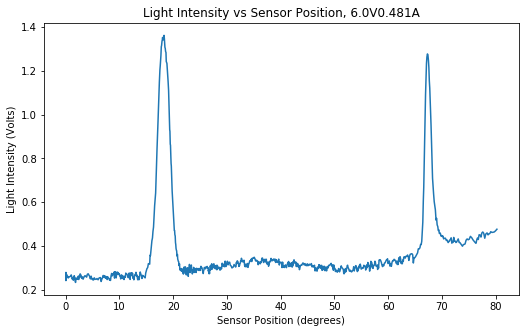 Light Intensity vs Sensor Position, 6.0V0.481A
1.4
1.2
1.0
0.8
0.6
0.4
0.2
Light Intensity (Volts)
0 10 20 30 40 50 60 70 80
Sensor Position (degrees)